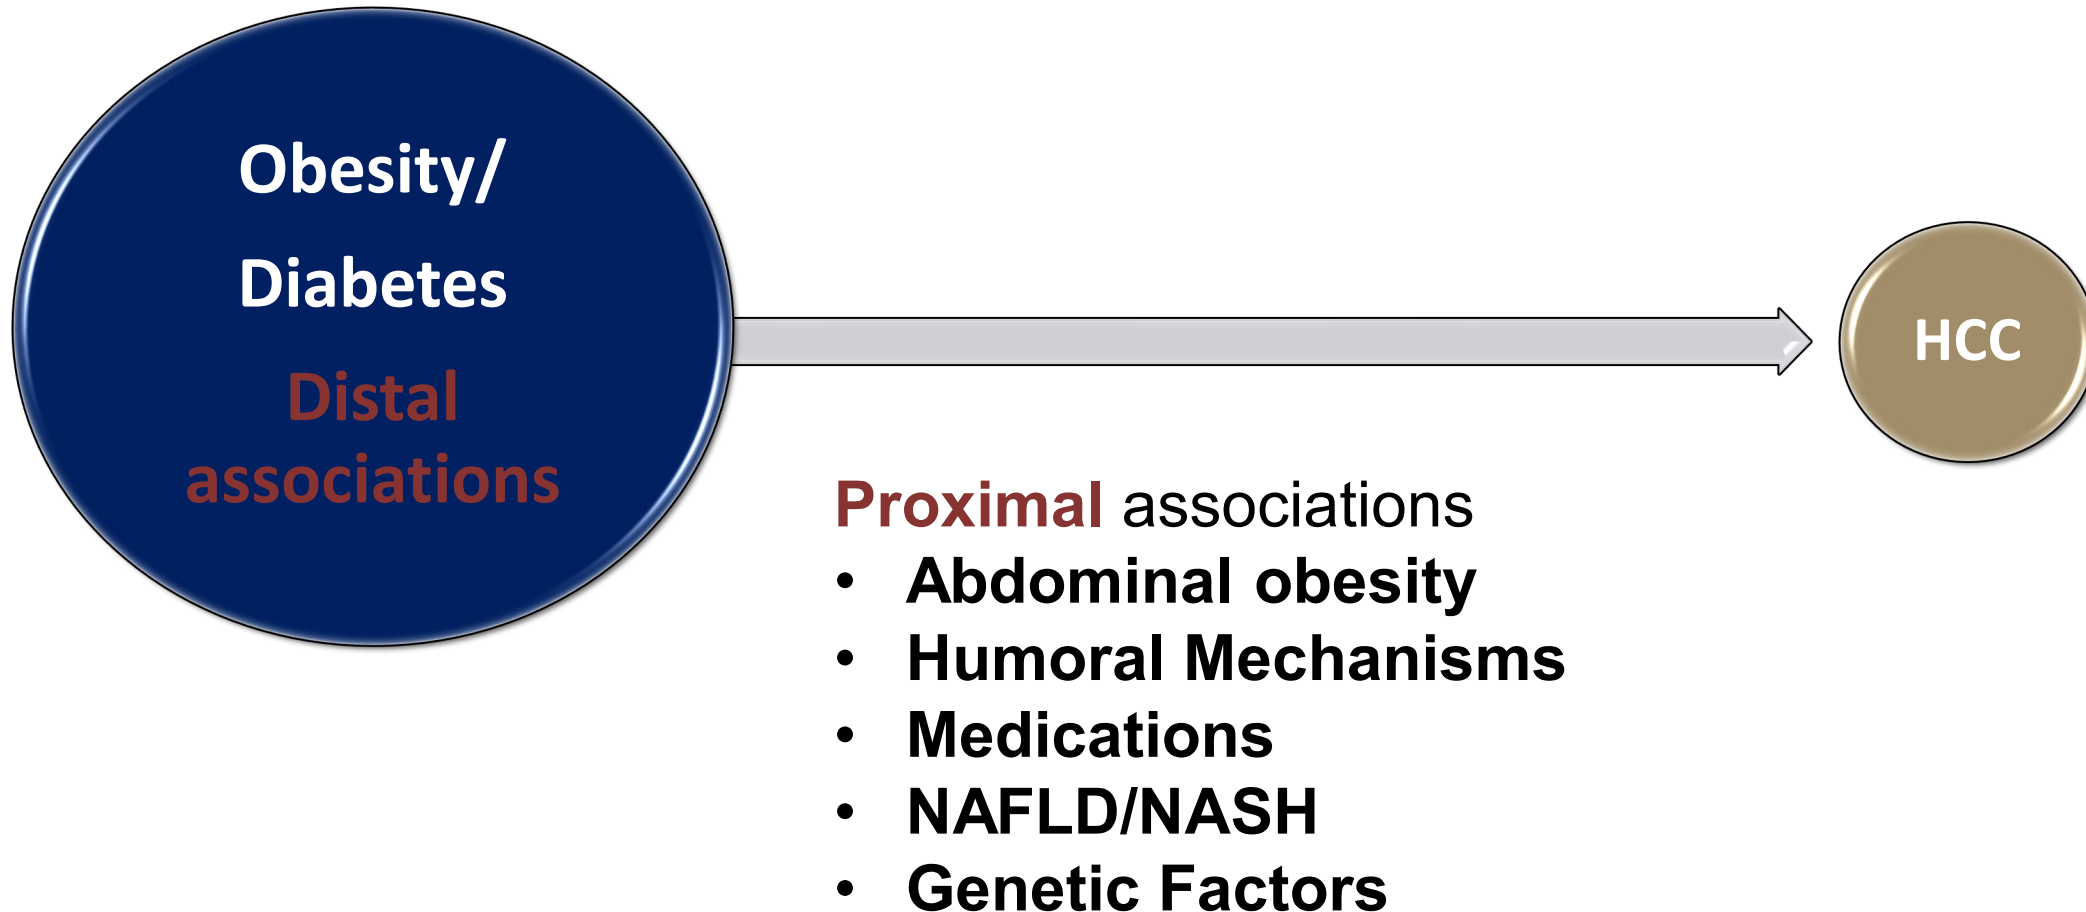 Obesity/
Diabetes
Distal
associations
HCC
Proximal associations
• Abdominal obesity
• Humoral Mechanisms
• Medications
• NAFLD/NASH
• Genetic Factors